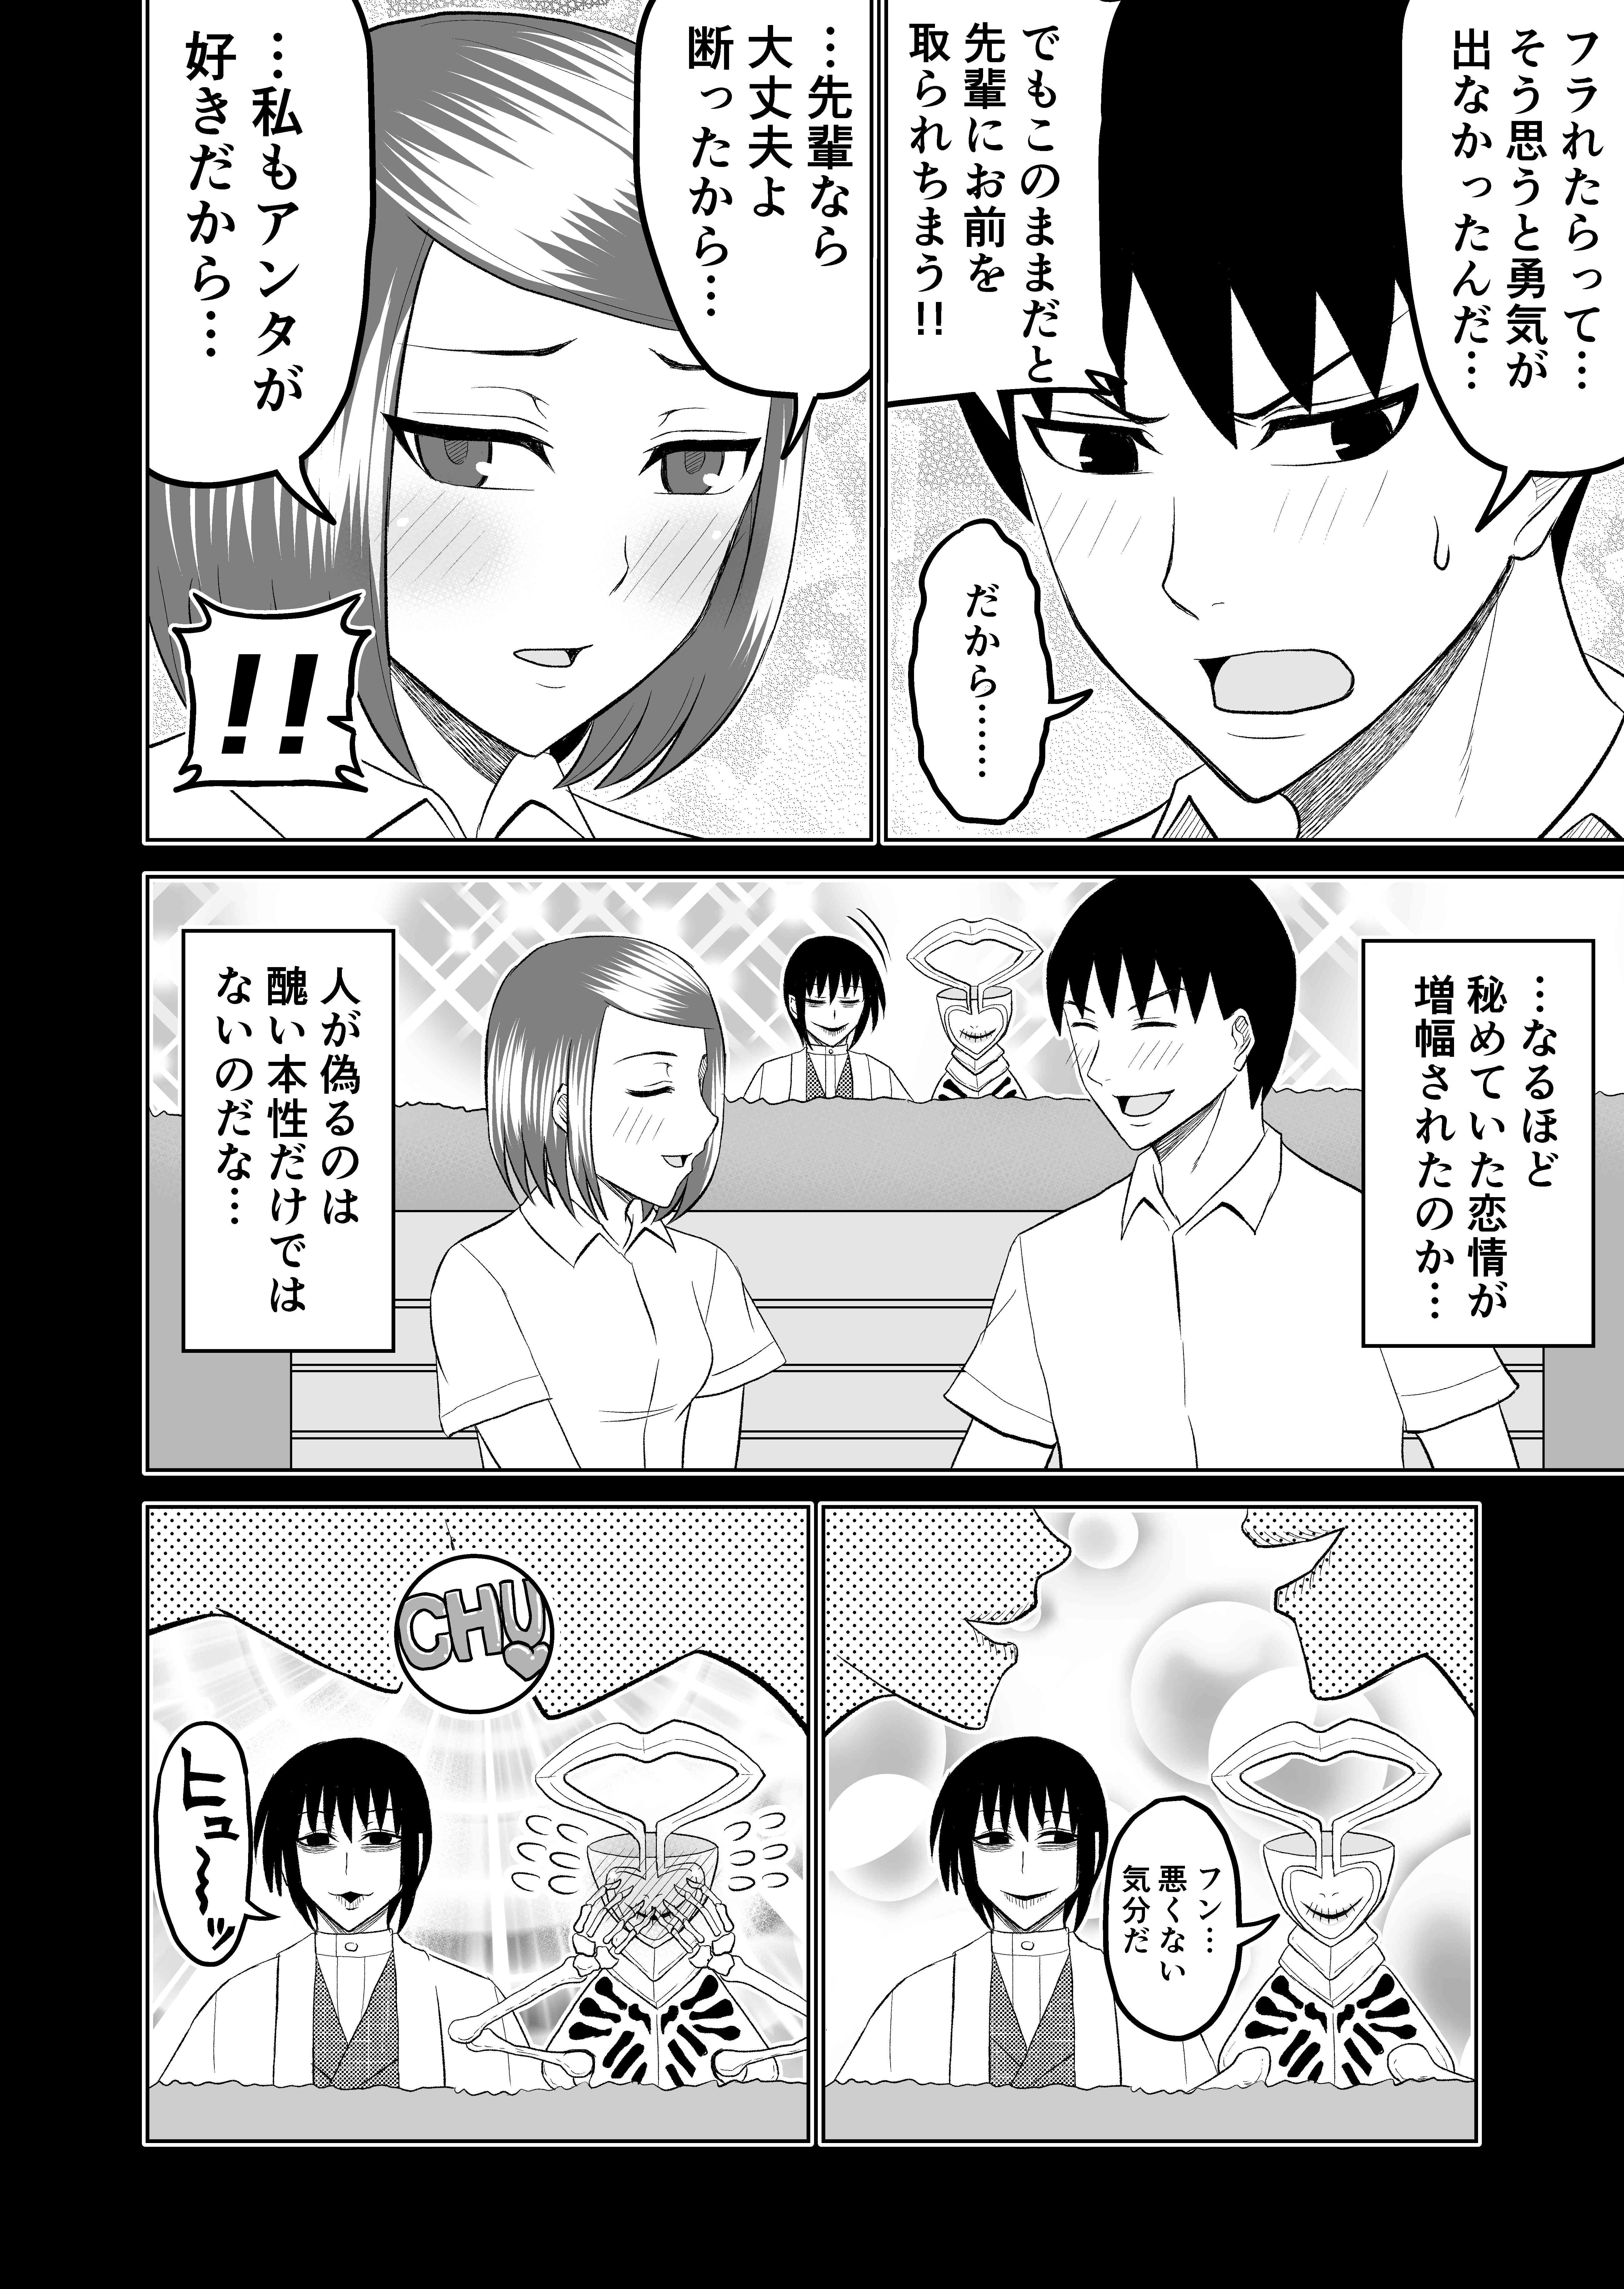 フラれたらって…
そう思うと勇気が
出なかったんだ…
でもこのままだと
先輩にお前を
取られちまう!!
だから……
…先輩なら
大丈夫よ
断ったから…
…私もアンタが
好きだから…
!!
…なるほど
秘めていた恋情が
増幅されたのか…
人が偽るのは
醜い本性だけでは
ないのだな…
フン…
悪くない
気分だ
CHU
ヒュ〜ッ